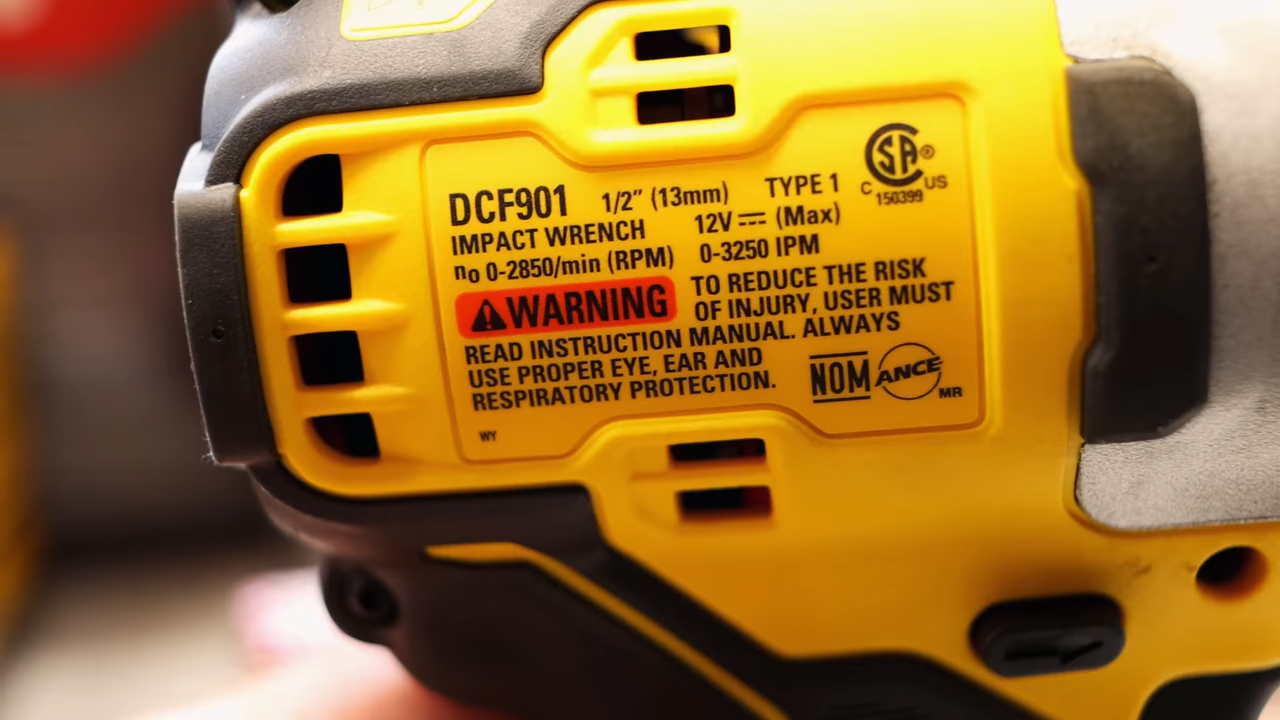 DCF901 1/2" (13mm) TYPE 1
IMPACT WRENCH 12V ⎓ (Max)
no 0-2850/min (RPM) 0-3250 IPM
⚠WARNING TO REDUCE THE RISK
OF INJURY, USER MUST
READ INSTRUCTION MANUAL. ALWAYS
USE PROPER EYE, EAR AND
RESPIRATORY PROTECTION.
SA®
C 150399 US
NOM ANCE MR
WY